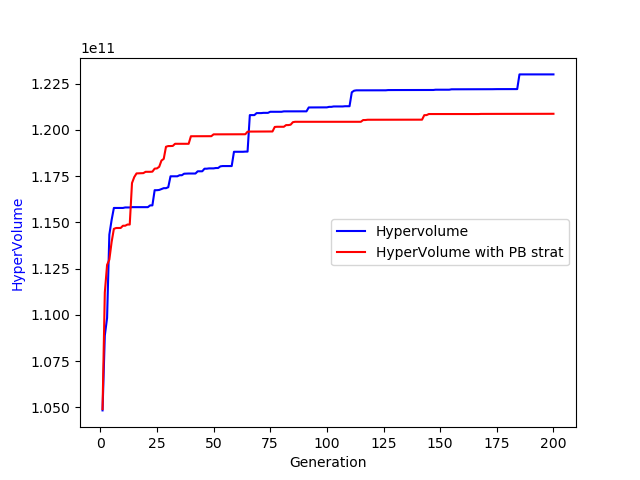 1e11
1.225
1.200
1.175
1.150
1.125
1.100
1.075
1.050
HyperVolume
Hypervolume
HyperVolume with PB strat
0 25 50 75 100 125 150 175 200
Generation